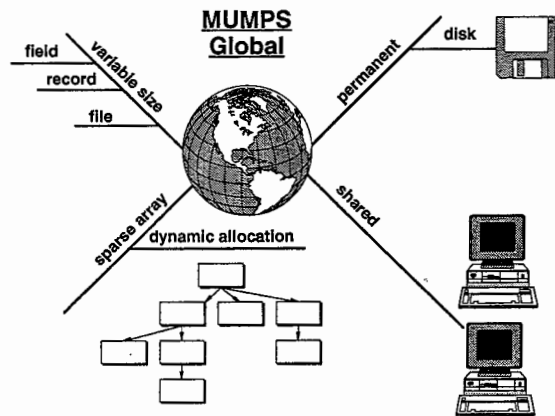 MUMPS
Global
variable size
field
record
file
permanent
disk
sparse array
dynamic allocation
shared